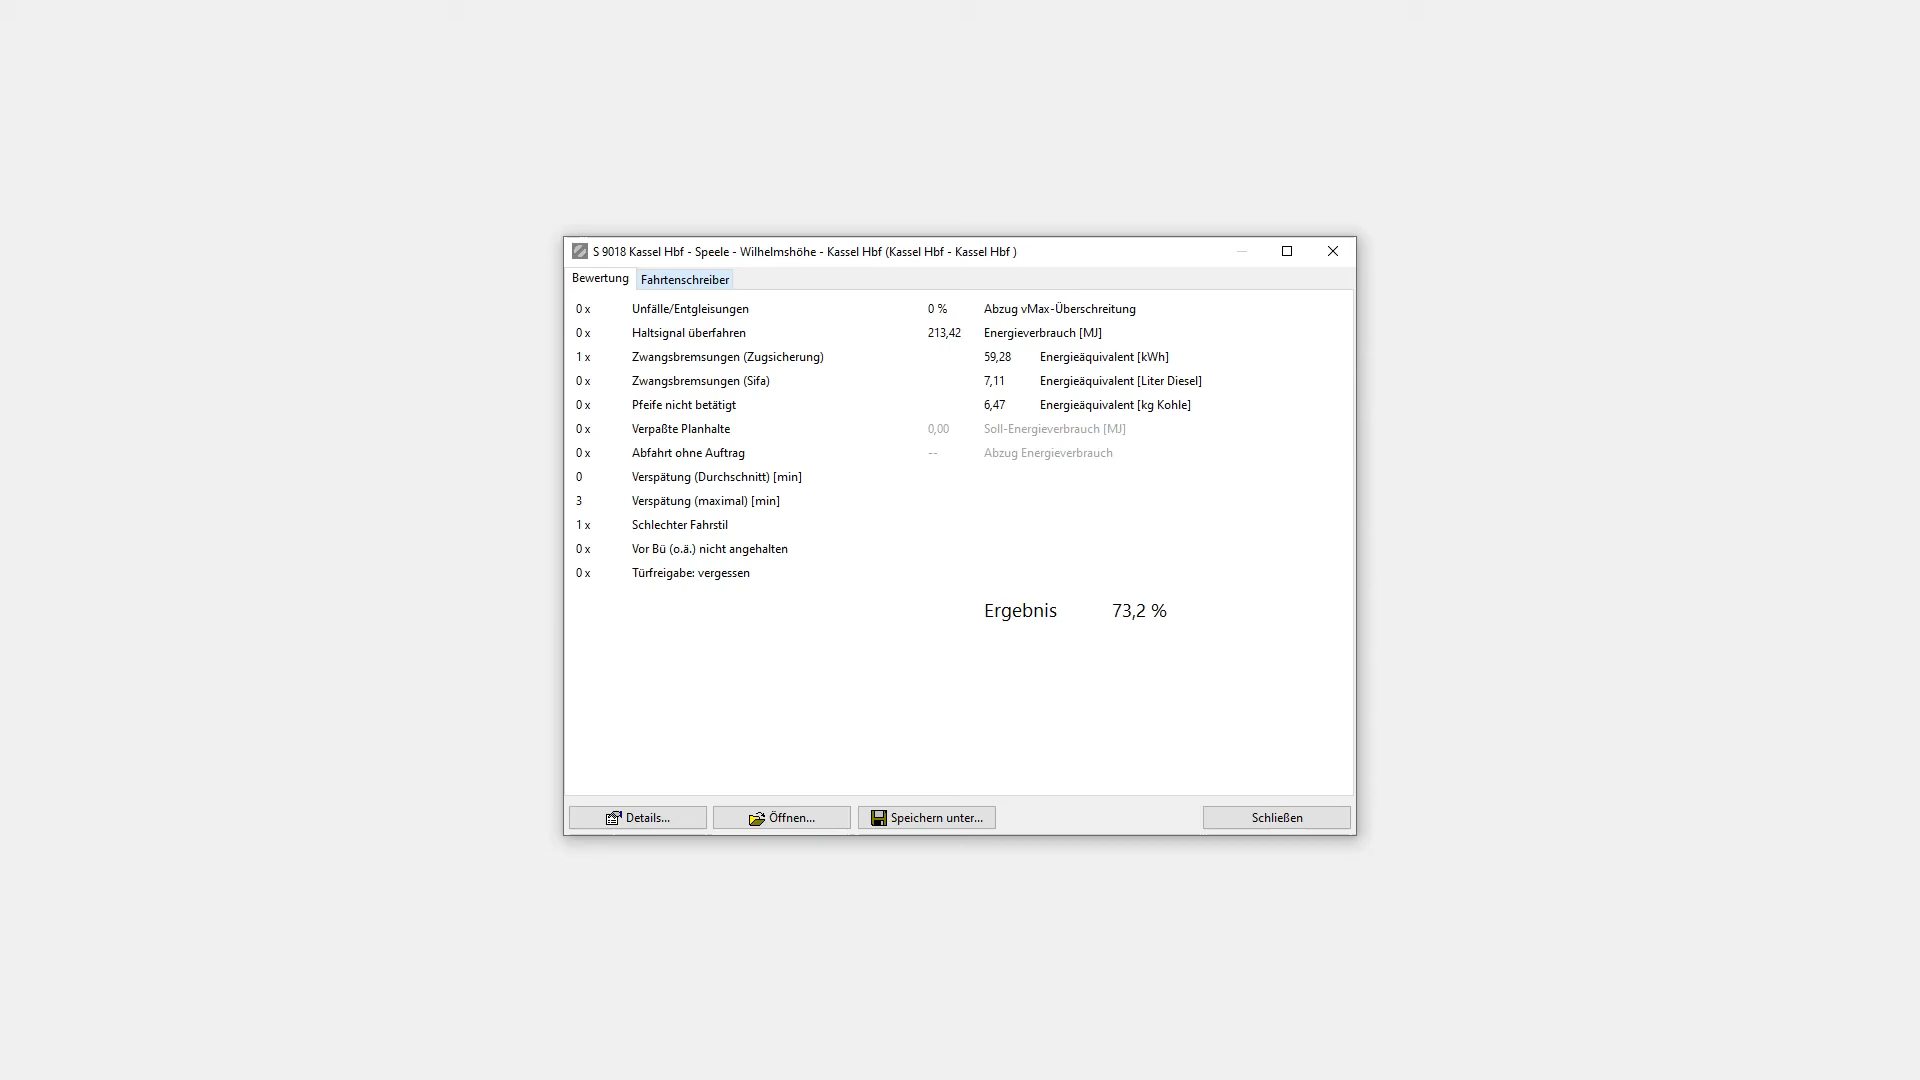 S 9018 Kassel Hbf - Speele - Wilhelmshöhe - Kassel Hbf (Kassel Hbf - Kassel Hbf )
Bewertung Fahrtenschreiber
0 x Unfälle/Entgleisungen 0 % Abzug vMax-Überschreitung
0 x Haltsignal überfahren 213,42 Energieverbrauch [MJ]
1 x Zwangsbremsungen (Zugsicherung) 59,28 Energieäquivalent [kWh]
0 x Zwangsbremsungen (Sifa) 7,11 Energieäquivalent [Liter Diesel]
0 x Pfeife nicht betätigt 6,47 Energieäquivalent [kg Kohle]
0 x Verpaßte Planhalte 0,00 Soll-Energieverbrauch [MJ]
0 x Abfahrt ohne Auftrag -- Abzug Energieverbrauch
0 Verspätung (Durchschnitt) [min]
3 Verspätung (maximal) [min]
1 x Schlechter Fahrstil
0 x Vor Bü (o.ä.) nicht angehalten
0 x Türfreigabe: vergessen
Ergebnis 73,2 %
Details... Öffnen... Speichern unter... Schließen